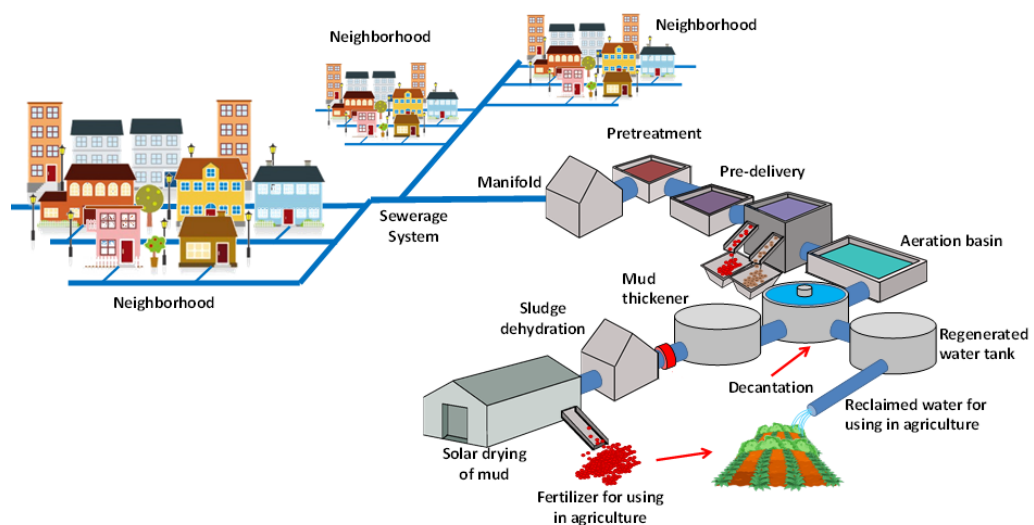 Neighborhood
Neighborhood
Pretreatment
Pre-delivery
Manifold
Sewerage
System
Aeration basin
Neighborhood
Mud
thickener
Sludge
dehydration
Regenerated
water tank
Decantation
Reclaimed water for
using in agriculture
Solar drying
of mud
Fertilizer for using
in agriculture